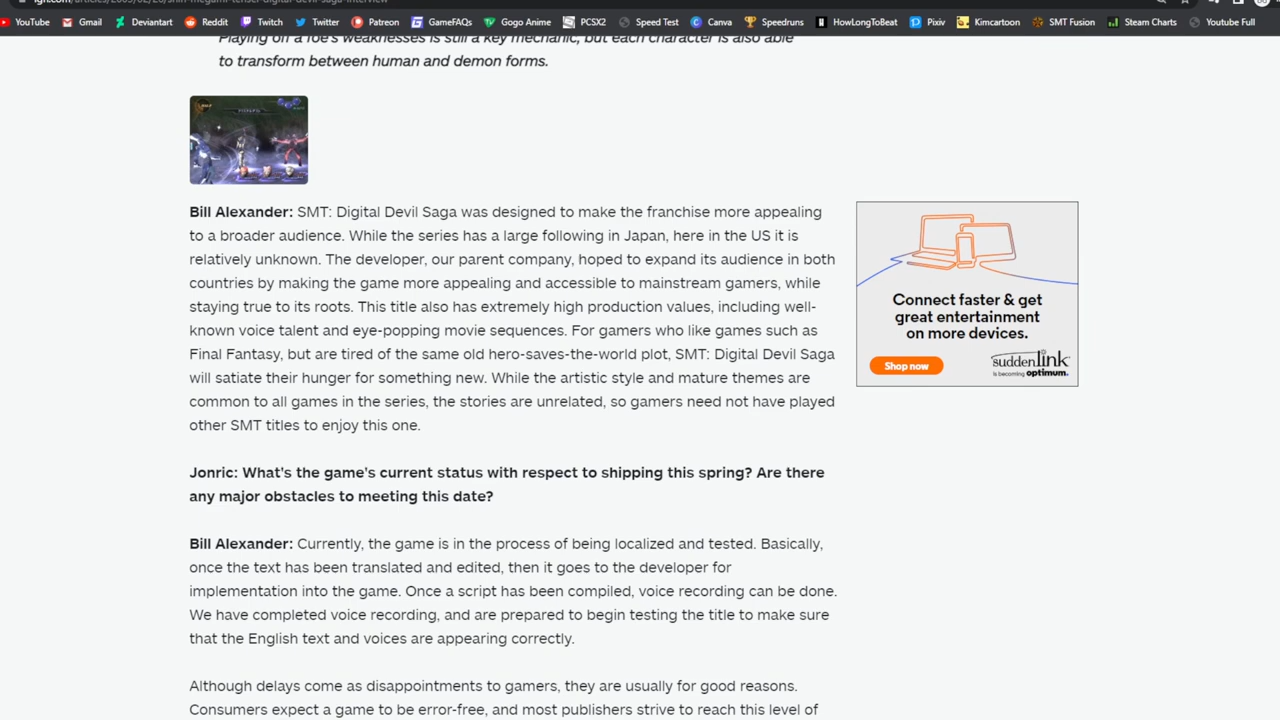 ign.com/articles/2005/02/26/shin-megami-tensei-digital-devil-saga-interview
YouTube Gmail Deviantart Reddit Twitch Twitter Patreon GameFAQs Gogo Anime PCSX2 Speed Test Canva Speedruns HowLongToBeat Pixiv Kimcartoon SMT Fusion Steam Charts Youtube Full
Playing off a foe's weaknesses is still a key mechanic, but each character is also able
to transform between human and demon forms.
Bill Alexander: SMT: Digital Devil Saga was designed to make the franchise more appealing
to a broader audience. While the series has a large following in Japan, here in the US it is
relatively unknown. The developer, our parent company, hoped to expand its audience in both
countries by making the game more appealing and accessible to mainstream gamers, while
staying true to its roots. This title also has extremely high production values, including well-
known voice talent and eye-popping movie sequences. For gamers who like games such as
Final Fantasy, but are tired of the same old hero-saves-the-world plot, SMT: Digital Devil Saga
will satiate their hunger for something new. While the artistic style and mature themes are
common to all games in the series, the stories are unrelated, so gamers need not have played
other SMT titles to enjoy this one.
Connect faster & get
great entertainment
on more devices.
Shop now
suddenlink
is becoming optimum.
Jonric: What's the game's current status with respect to shipping this spring? Are there
any major obstacles to meeting this date?
Bill Alexander: Currently, the game is in the process of being localized and tested. Basically,
once the text has been translated and edited, then it goes to the developer for
implementation into the game. Once a script has been compiled, voice recording can be done.
We have completed voice recording, and are prepared to begin testing the title to make sure
that the English text and voices are appearing correctly.
Although delays come as disappointments to gamers, they are usually for good reasons.
Consumers expect a game to be error-free, and most publishers strive to reach this level of